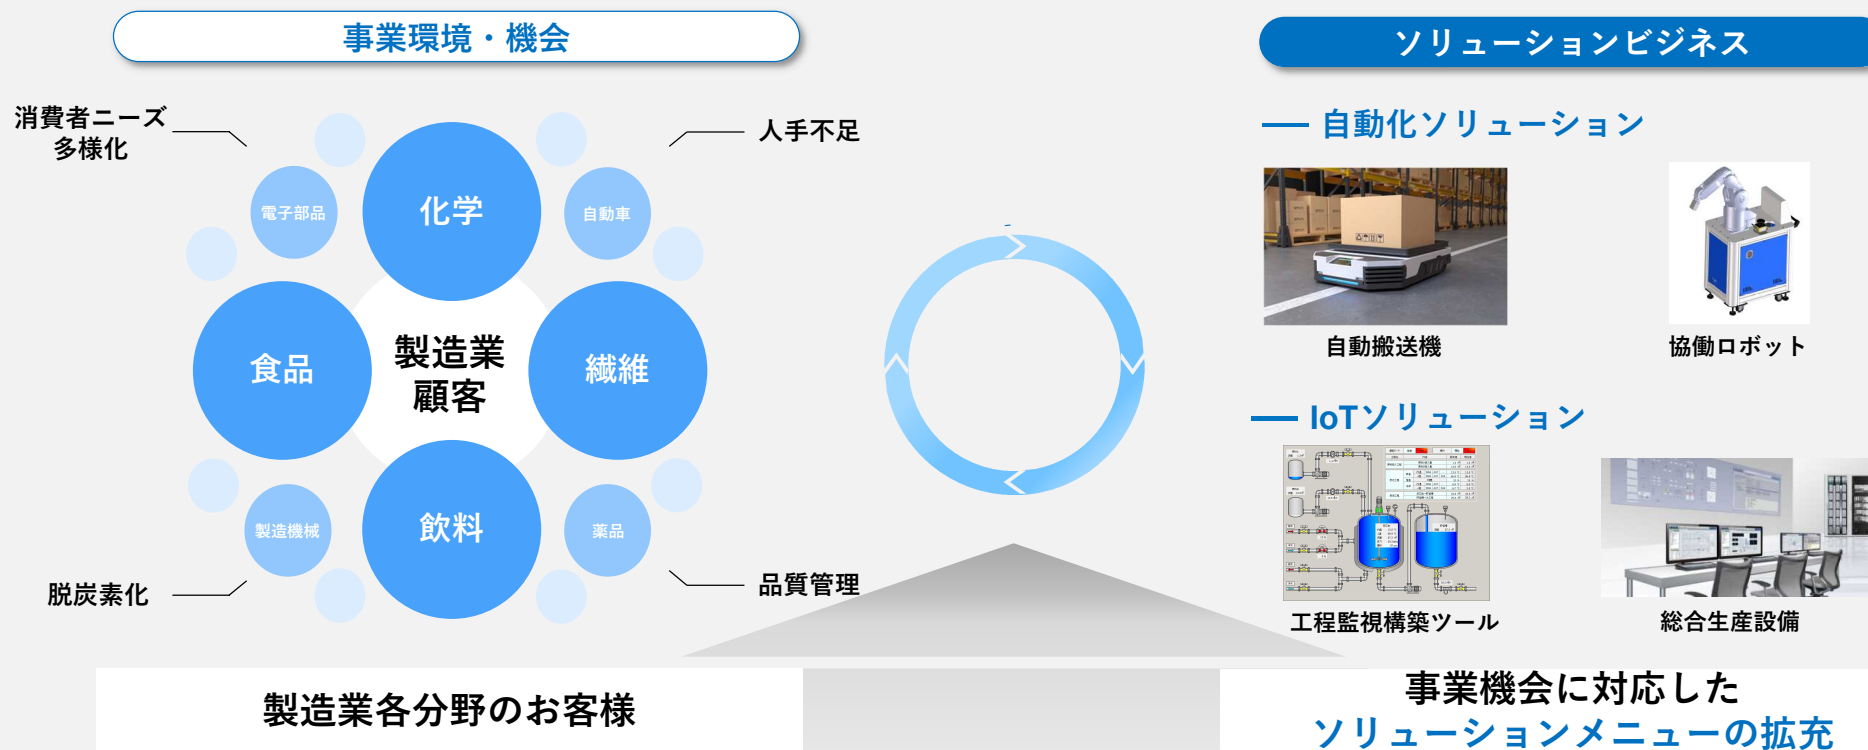 事業環境・機会
消費者ニーズ
多様化
人手不足
電子部品
化学
自動車
食品
製造業
顧客
繊維
製造機械
飲料
薬品
脱炭素化
品質管理
製造業各分野のお客様
ソリューションビジネス
自動化ソリューション
自動搬送機
協働ロボット
IoTソリューション
工程監視構築ツール
総合生産設備
事業機会に対応した
ソリューションメニューの拡充